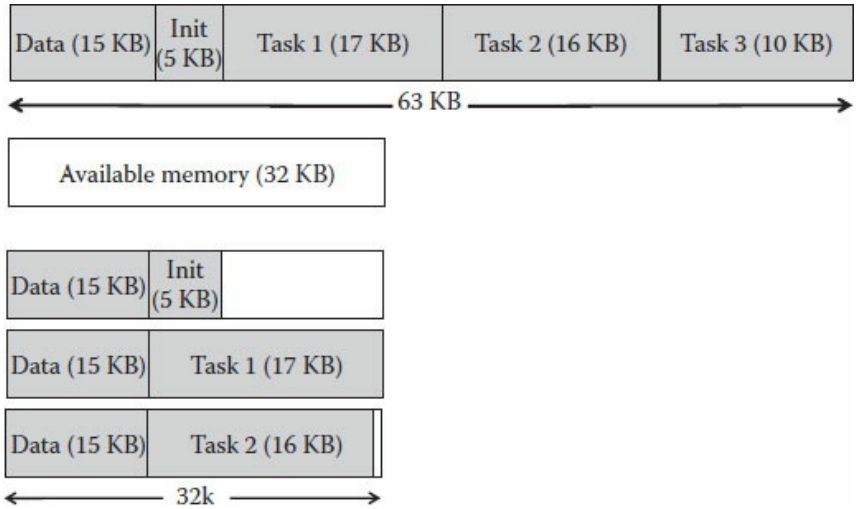 Data (15 KB)
Init
(5 KB)
Task 1 (17 KB)
Task 2 (16 KB)
Task 3 (10 KB)
63 KB
Available memory (32 KB)
Data (15 KB)
Init
(5 KB)
Data (15 KB)
Task 1 (17 KB)
Data (15 KB)
Task 2 (16 KB)
32k